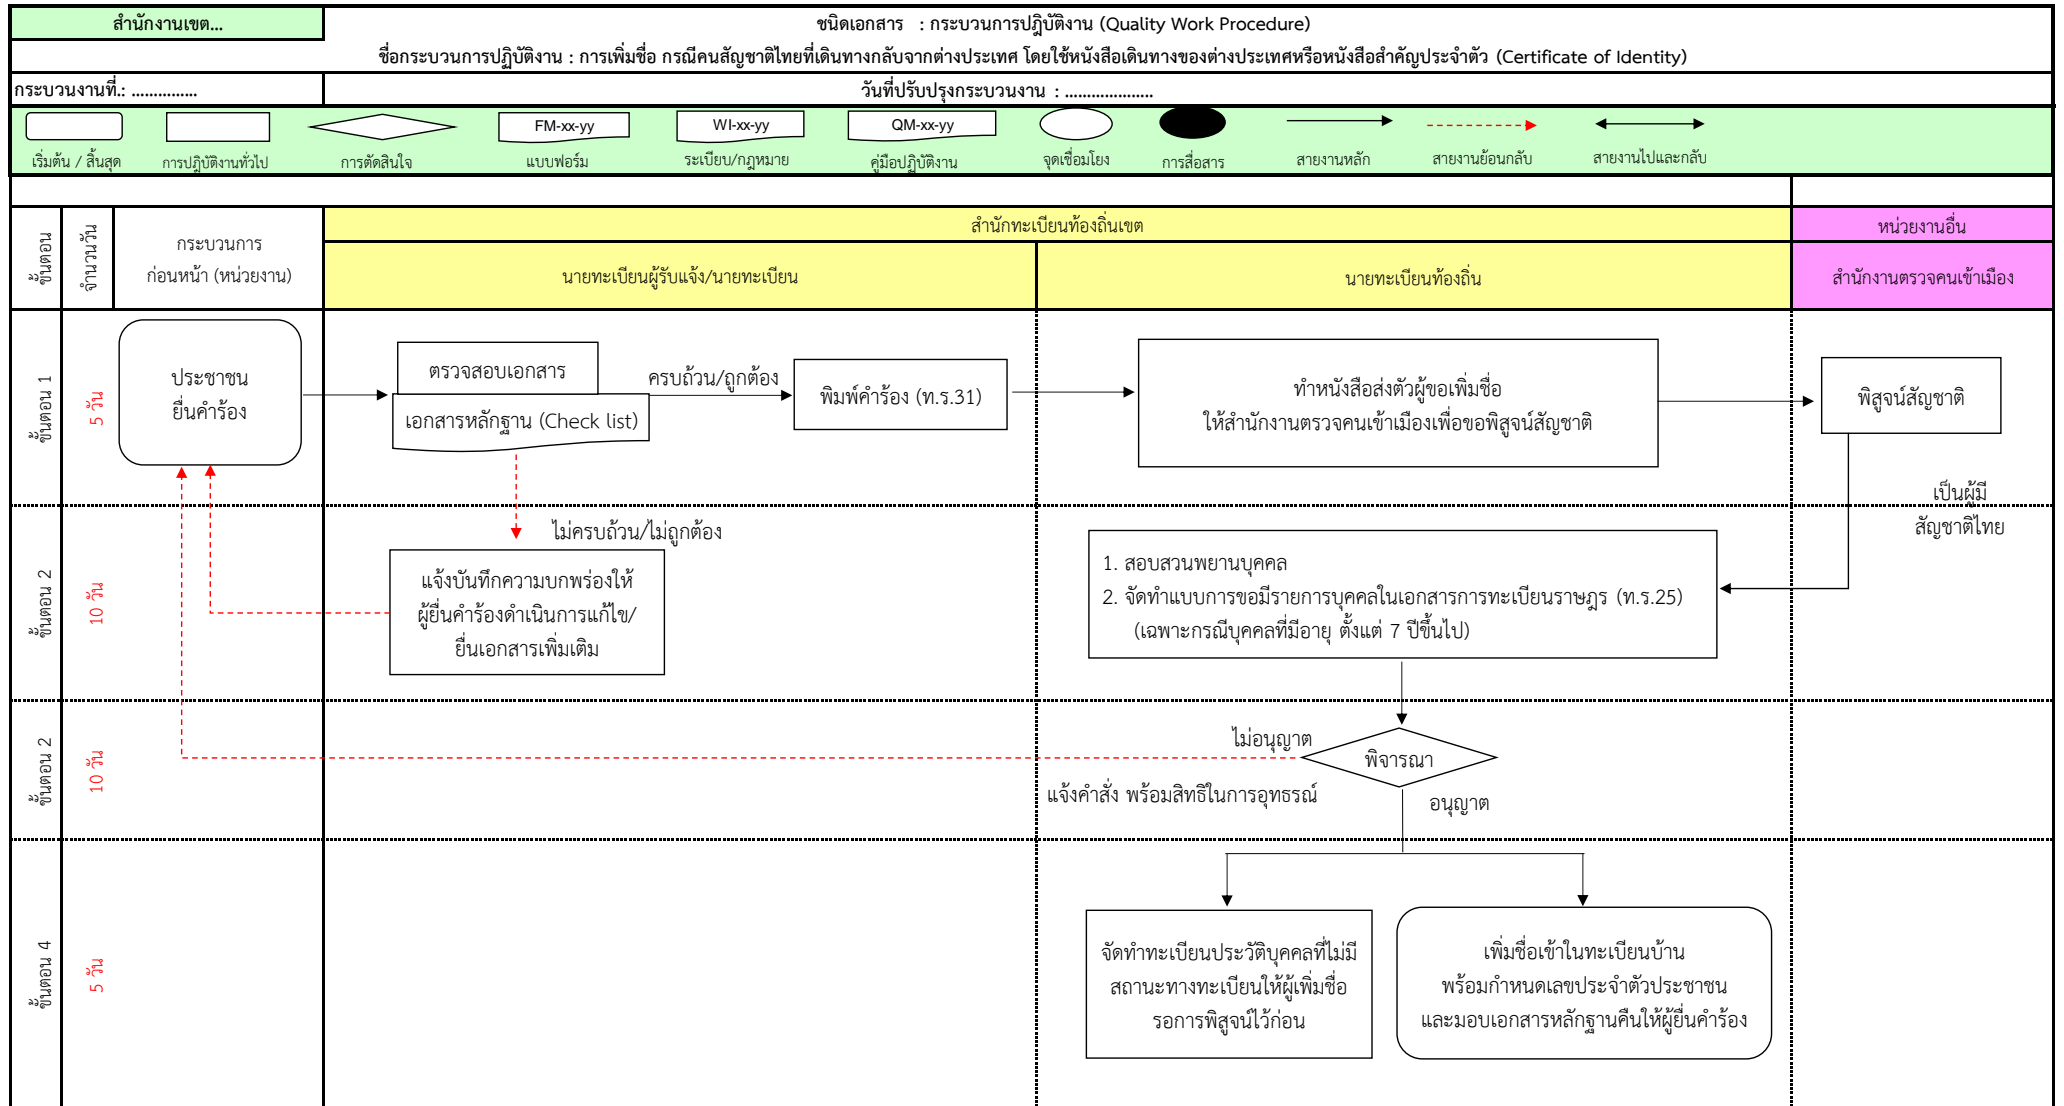 สำนักงานเขต...
ชนิดเอกสาร : กระบวนการปฎิบัติงาน (Quality Work Procedure)
ชื่อกระบวนการปฏิบัติงาน : การเพิ่มชื่อ กรณีคนสัญชาติไทยที่เดินทางกลับจากต่างประเทศ โดยใช้หนังสือเดินทางของต่างประเทศหรือหนังสือสำคัญประจำตัว (Certificate of Identity)
กระบวนงานที่.: ...............
วันที่ปรับปรุงกระบวนงาน : ....................
FM-xx-yy
WI-xx-yy
QM-xx-yy
เริ่มต้น / สิ้นสุด
การปฏิบัติงานทั่วไป
การตัดสินใจ
แบบฟอร์ม
ระเบียบ/กฎหมาย
คู่มือปฏิบัติงาน
จุดเชื่อมโยง
การสื่อสาร
สายงานหลัก
สายงานย้อนกลับ
สายงานไปและกลับ
ขั้นตอน
จำนวนวัน
กระบวนการ
ก่อนหน้า (หน่วยงาน)
สำนักทะเบียนท้องถิ่นเขต
หน่วยงานอื่น
นายทะเบียนผู้รับแจ้ง/นายทะเบียน
นายทะเบียนท้องถิ่น
สำนักงานตรวจคนเข้าเมือง
ขั้นตอน 1
5 วัน
ประชาชน
ยื่นคำร้อง
ตรวจสอบเอกสาร
เอกสารหลักฐาน (Check list)
ครบถ้วน/ถูกต้อง
พิมพ์คำร้อง (ท.ร.31)
ทำหนังสือส่งตัวผู้ขอเพิ่มชื่อ
ให้สำนักงานตรวจคนเข้าเมืองเพื่อขอพิสูจน์สัญชาติ
พิสูจน์สัญชาติ
เป็นผู้มี
สัญชาติไทย
ขั้นตอน 2
10 วัน
ไม่ครบถ้วน/ไม่ถูกต้อง
แจ้งบันทึกความบกพร่องให้
ผู้ยื่นคำร้องดำเนินการแก้ไข/
ยื่นเอกสารเพิ่มเติม
1. สอบสวนพยานบุคคล
2. จัดทำแบบการขอมีรายการบุคคลในเอกสารการทะเบียนราษฎร (ท.ร.25)
(เฉพาะกรณีบุคคลที่มีอายุ ตั้งแต่ 7 ปีขึ้นไป)
ขั้นตอน 2
10 วัน
ไม่อนุญาต
พิจารณา
แจ้งคำสั่ง พร้อมสิทธิในการอุทธรณ์
อนุญาต
ขั้นตอน 4
5 วัน
จัดทำทะเบียนประวัติบุคคลที่ไม่มี
สถานะทางทะเบียนให้ผู้เพิ่มชื่อ
รอการพิสูจน์ไว้ก่อน
เพิ่มชื่อเข้าในทะเบียนบ้าน
พร้อมกำหนดเลขประจำตัวประชาชน
และมอบเอกสารหลักฐานคืนให้ผู้ยื่นคำร้อง